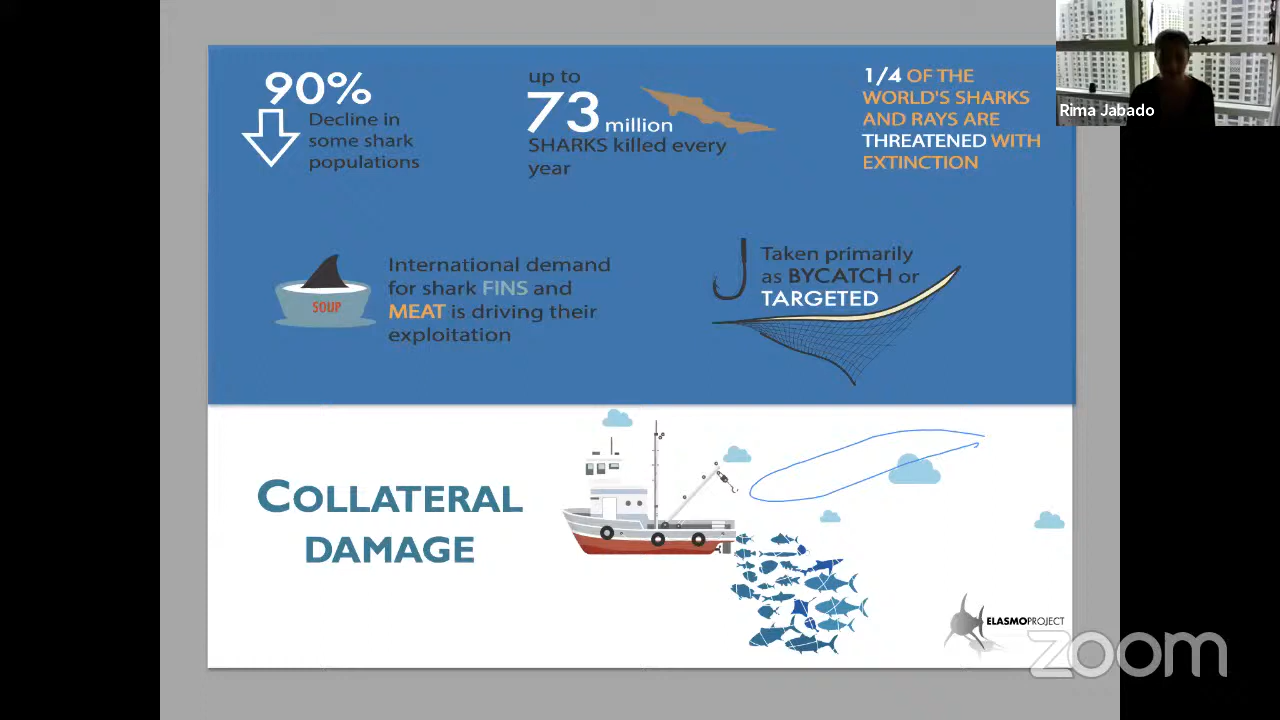 90%
Decline in
some shark
populations
up to
73 million
SHARKS killed every
year
1/4 OF THE
WORLD'S SHARKS
AND RAYS ARE
THREATENED WITH
EXTINCTION
Rima Jabado
SOUP
International demand
for shark FINS and
MEAT is driving their
exploitation
Taken primarily
as BYCATCH or
TARGETED
COLLATERAL
DAMAGE
ELASMOPROJECT
zoom